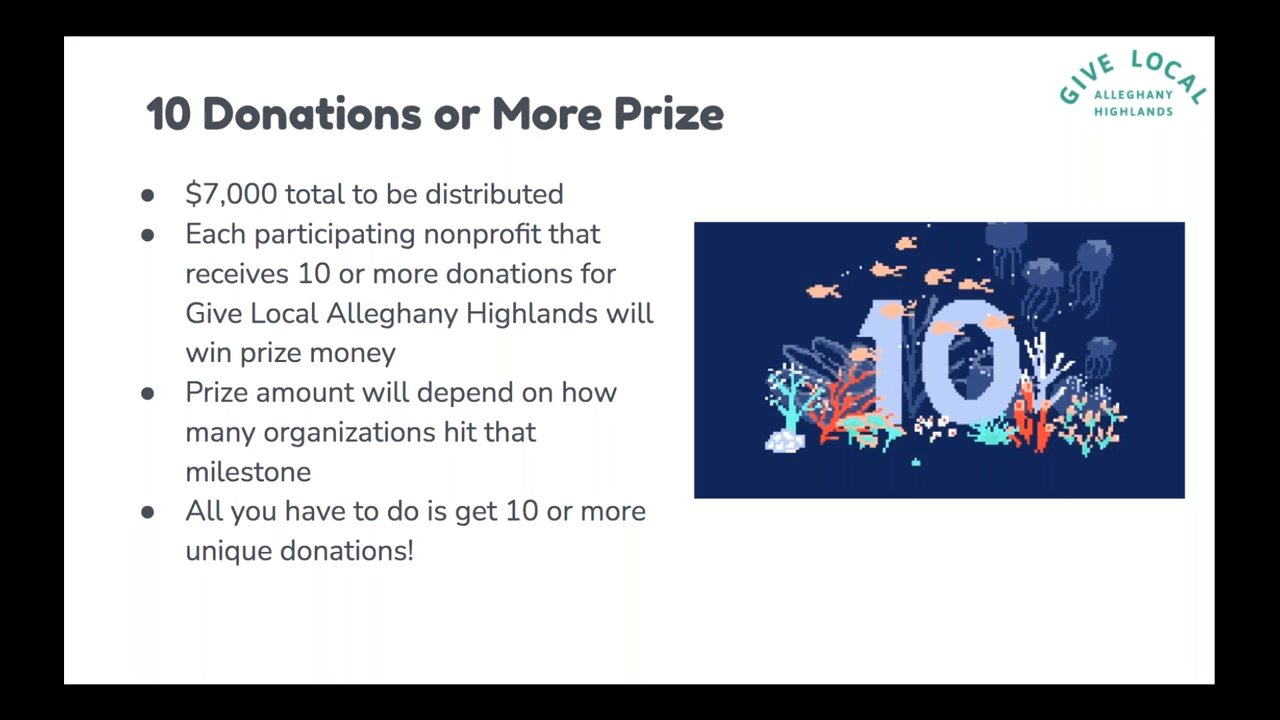 GIVE LOCAL
ALLEGHANY
HIGHLANDS
10 Donations or More Prize
● $7,000 total to be distributed
● Each participating nonprofit that
receives 10 or more donations for
Give Local Alleghany Highlands will
win prize money
● Prize amount will depend on how
many organizations hit that
milestone
● All you have to do is get 10 or more
unique donations!
10